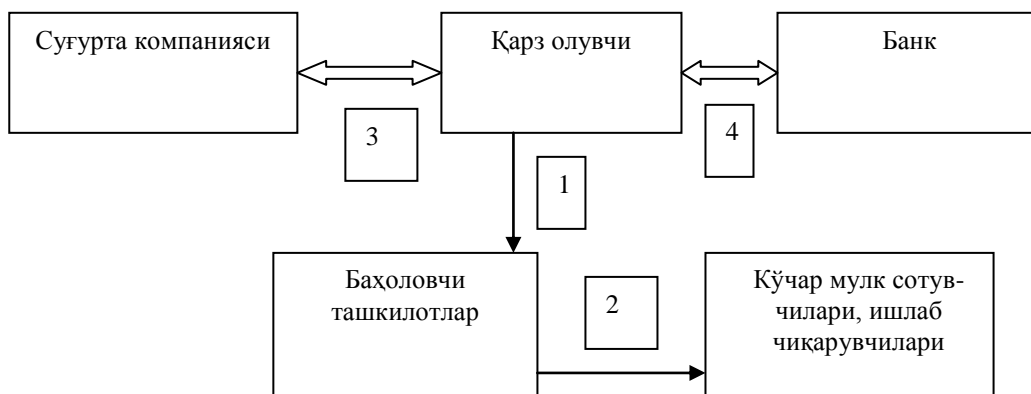 Суғурта компанияси
Қарз олувчи
Банк
3
4
1
Баҳоловчи
ташкилотлар
2
Кўчар мулк сотув-
чилари, ишлаб
чиқарувчилари